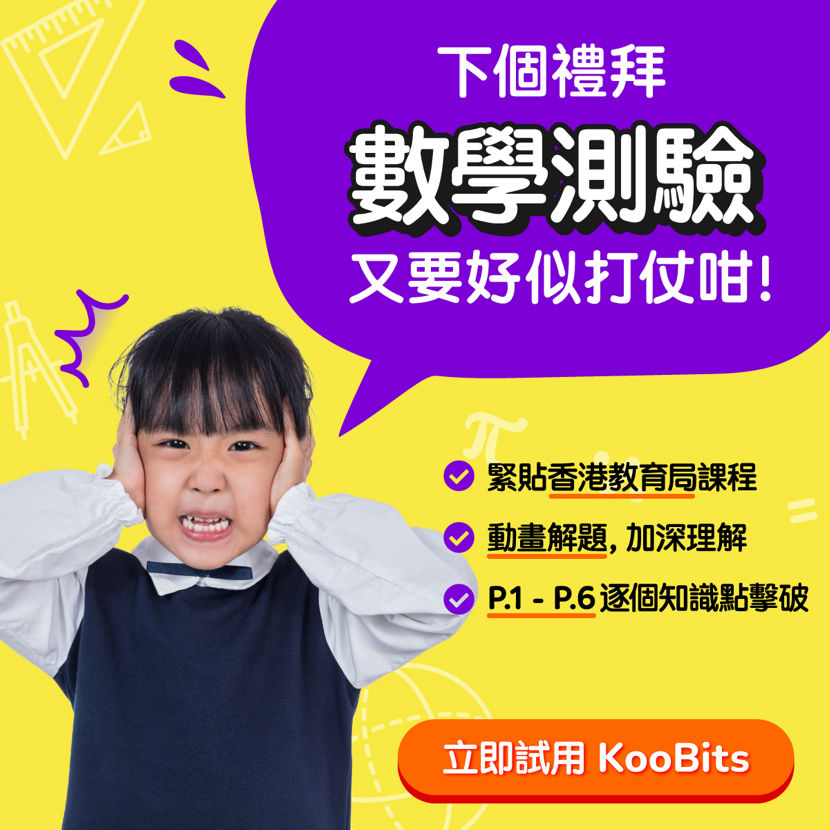 下個禮拜
數學測驗
又要好似打仗咁!
π
緊貼香港教育局課程
動畫解題, 加深理解
P.1 - P.6 逐個知識點擊破
立即試用 KooBits